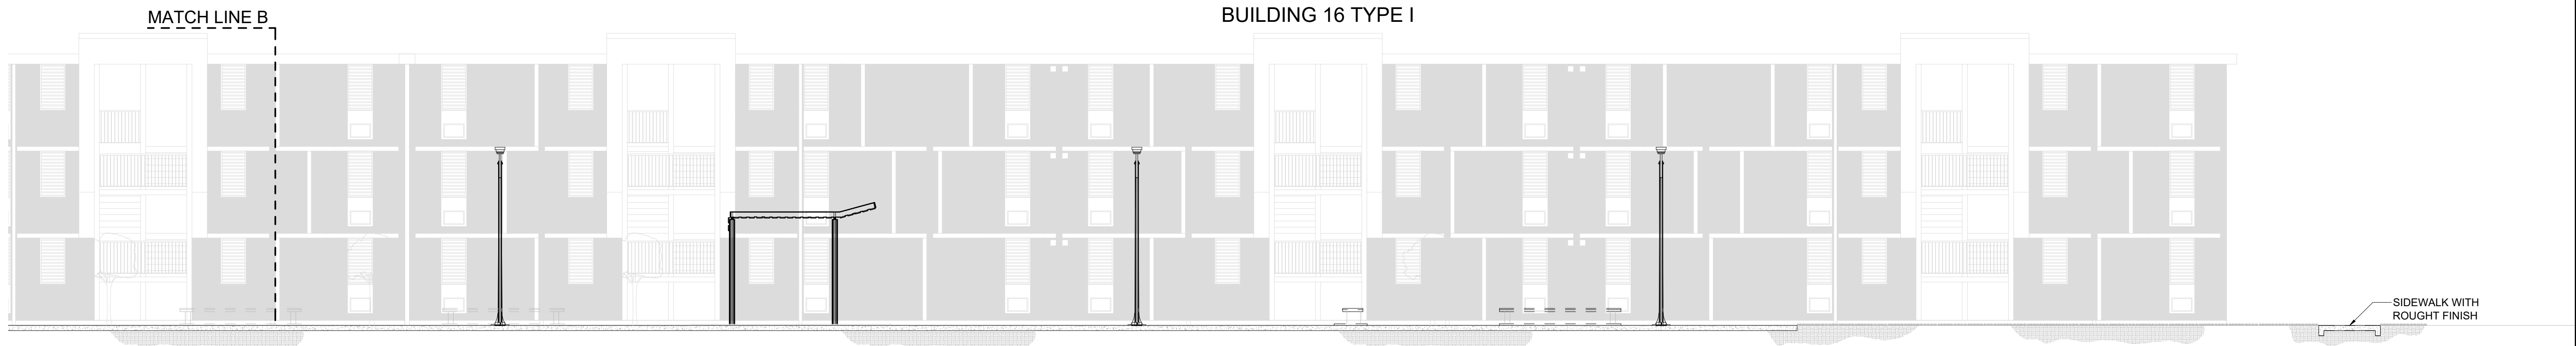 MATCH LINE B
BUILDING 16 TYPE I
SIDEWALK WITH
ROUGHT FINISH